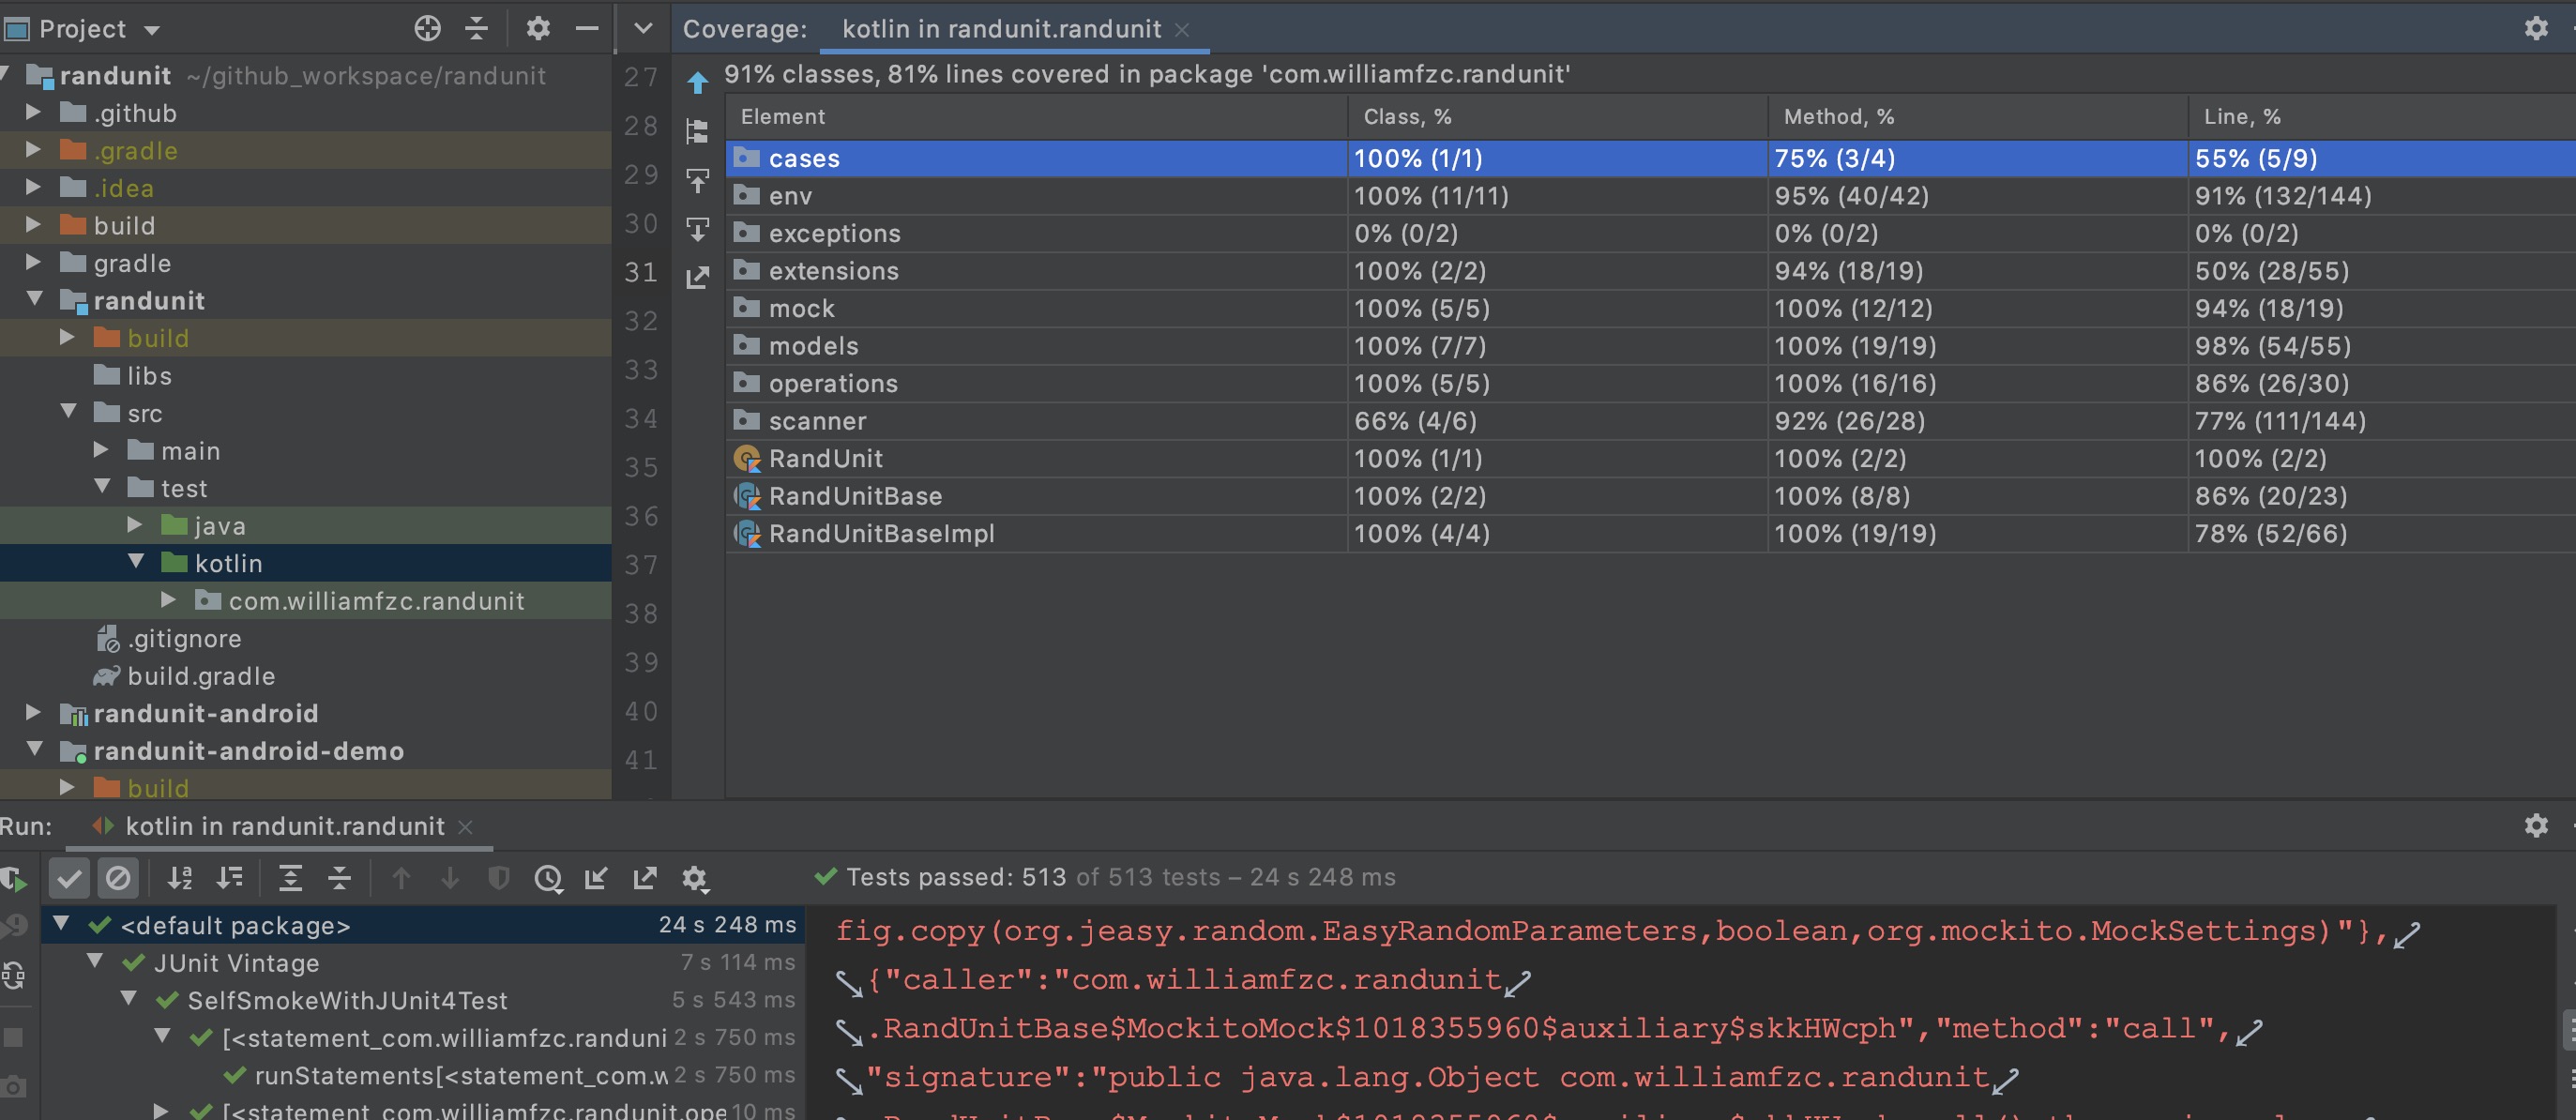 Project
randunit ~/github_workspace/randunit
.github
.gradle
.idea
build
gradle
randunit
build
libs
src
main
test
java
kotlin
com.williamfzc.randunit
.gitignore
build.gradle
randunit-android
randunit-android-demo
build
27
28
29
30
31
32
33
34
35
36
37
38
39
40
41
Coverage: kotlin in randunit.randunit
91% classes, 81% lines covered in package 'com.williamfzc.randunit'
Element Class, % Method, % Line, %
cases 100% (1/1) 75% (3/4) 55% (5/9)
env 100% (11/11) 95% (40/42) 91% (132/144)
exceptions 0% (0/2) 0% (0/2) 0% (0/2)
extensions 100% (2/2) 94% (18/19) 50% (28/55)
mock 100% (5/5) 100% (12/12) 94% (18/19)
models 100% (7/7) 100% (19/19) 98% (54/55)
operations 100% (5/5) 100% (16/16) 86% (26/30)
scanner 66% (4/6) 92% (26/28) 77% (111/144)
RandUnit 100% (1/1) 100% (2/2) 100% (2/2)
RandUnitBase 100% (2/2) 100% (8/8) 86% (20/23)
RandUnitBaseImpl 100% (4/4) 100% (19/19) 78% (52/66)
Run: kotlin in randunit.randunit
Tests passed: 513 of 513 tests – 24 s 248 ms
<default package> 24 s 248 ms
JUnit Vintage 7 s 114 ms
SelfSmokeWithJUnit4Test 5 s 543 ms
[<statement_com.williamfzc.randuni 2 s 750 ms
runStatements[<statement_com.w 2 s 750 ms
[<statement_com.williamfzc.randunit.ope 10 ms
fig.copy(org.jeasy.random.EasyRandomParameters,boolean,org.mockito.MockSettings)"},
{"caller":"com.williamfzc.randunit
.RandUnitBase$MockitoMock$1018355960$auxiliary$skkHWcph","method":"call",
"signature":"public java.lang.Object com.williamfzc.randunit